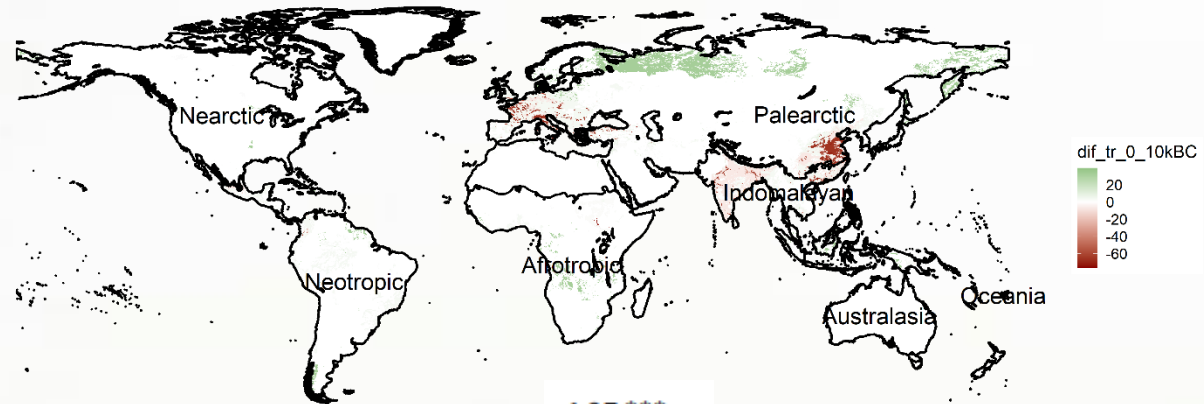 Nearctic
Palearctic
dif_tr_0_10kBC
20
0
-20
-40
-60
Indomalayan
Neotropic
Afrotropic
Oceania
Australasia